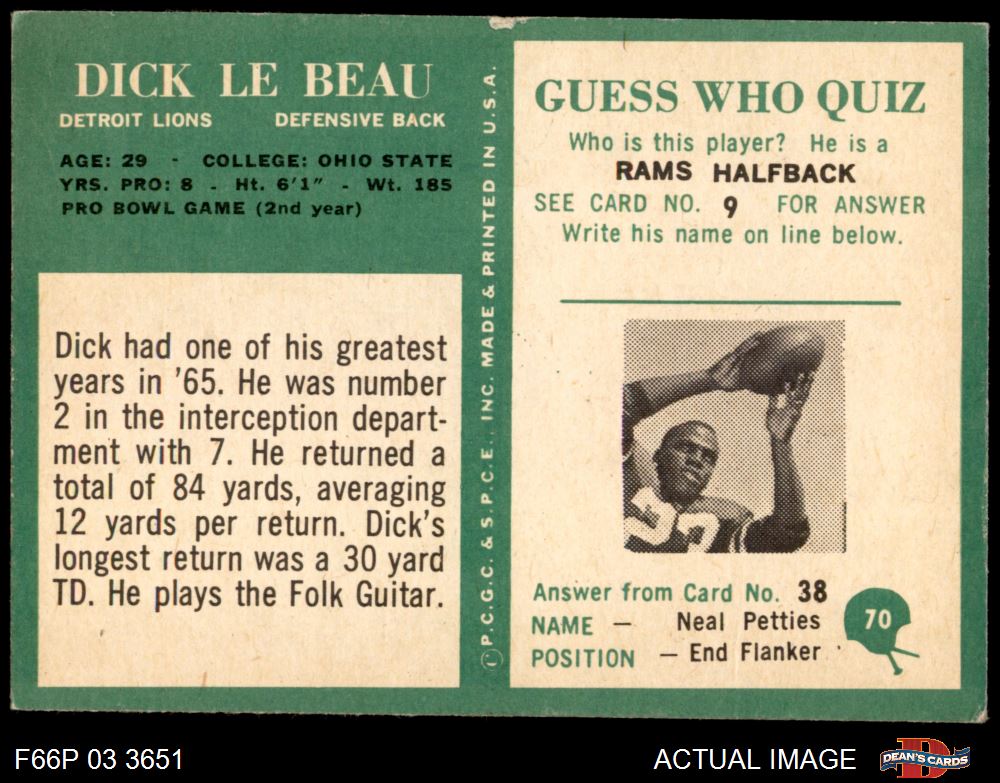 DICK LE BEAU
DETROIT LIONS DEFENSIVE BACK
AGE: 29 - COLLEGE: OHIO STATE
YRS. PRO: 8 - Ht. 6'1" - Wt. 185
PRO BOWL GAME (2nd year)
Dick had one of his greatest
years in '65. He was number
2 in the interception depart-
ment with 7. He returned a
total of 84 yards, averaging
12 yards per return. Dick's
longest return was a 30 yard
TD. He plays the Folk Guitar.
© P.C.G.C. & S.P.C.E., INC. MADE & PRINTED IN U.S.A.
GUESS WHO QUIZ
Who is this player? He is a
RAMS HALFBACK
SEE CARD NO. 9 FOR ANSWER
Write his name on line below.
Answer from Card No. 38
NAME — Neal Petties
POSITION — End Flanker
70
F66P 03 3651
ACTUAL IMAGE
D
DEAN'S CARDS